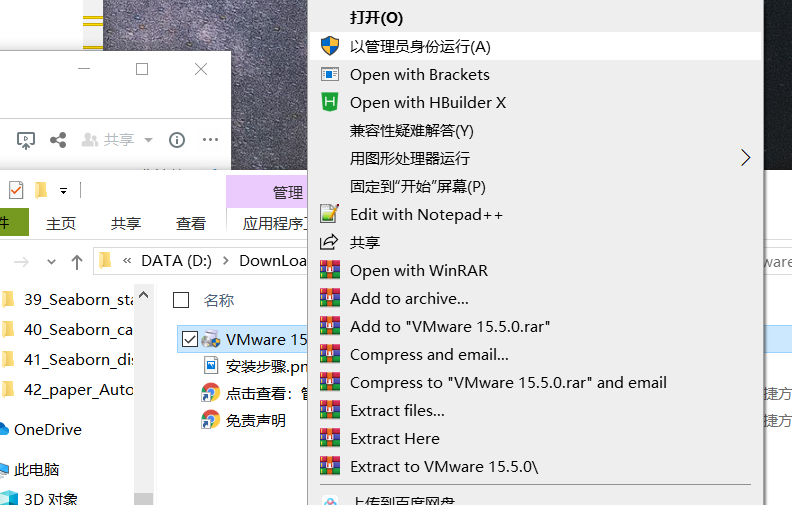 打开(O)
以管理员身份运行(A)
Open with Brackets
Open with HBuilder X
兼容性疑难解答(Y)
用图形处理器运行
固定到“开始”屏幕(P)
Edit with Notepad++
共享
Open with WinRAR
Add to archive...
Add to "VMware 15.5.0.rar"
Compress and email...
Compress to "VMware 15.5.0.rar" and email
Extract files...
Extract Here
Extract to VMware 15.5.0\
上传到百度网盘
共享
管理
件
主页
共享
查看
应用程序
« DATA (D:) › DownLoa
ware
名称
39_Seaborn_sta
40_Seaborn_ca
41_Seaborn_dis
42_paper_Auto
OneDrive
此电脑
3D 对象
VMware 15
安装步骤.pn
点击查看：
免责声明
捷方
捷方